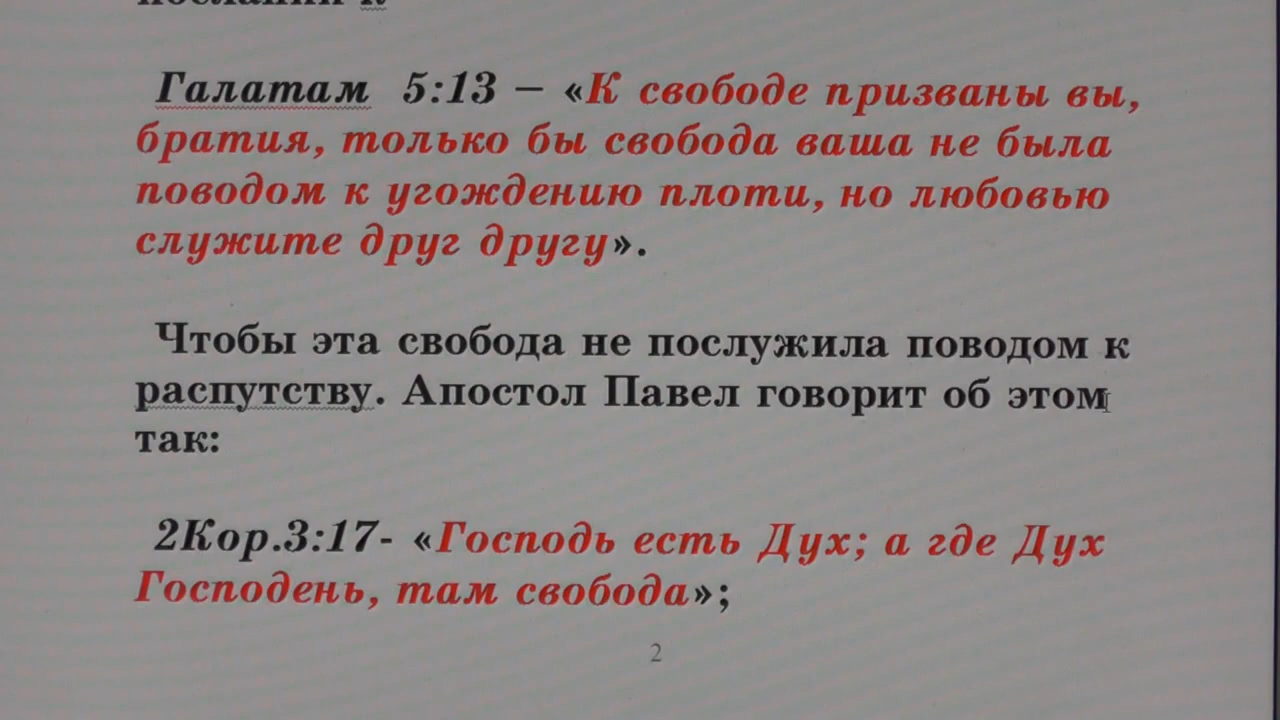 послании к
Галатам 5:13 – «К свободе призваны вы,
братия, только бы свобода ваша не была
поводом к угождению плоти, но любовью
служите друг другу».
Чтобы эта свобода не послужила поводом к
распутству. Апостол Павел говорит об этом
так:
2Кор.3:17- «Господь есть Дух; а где Дух
Господень, там свобода»;
2